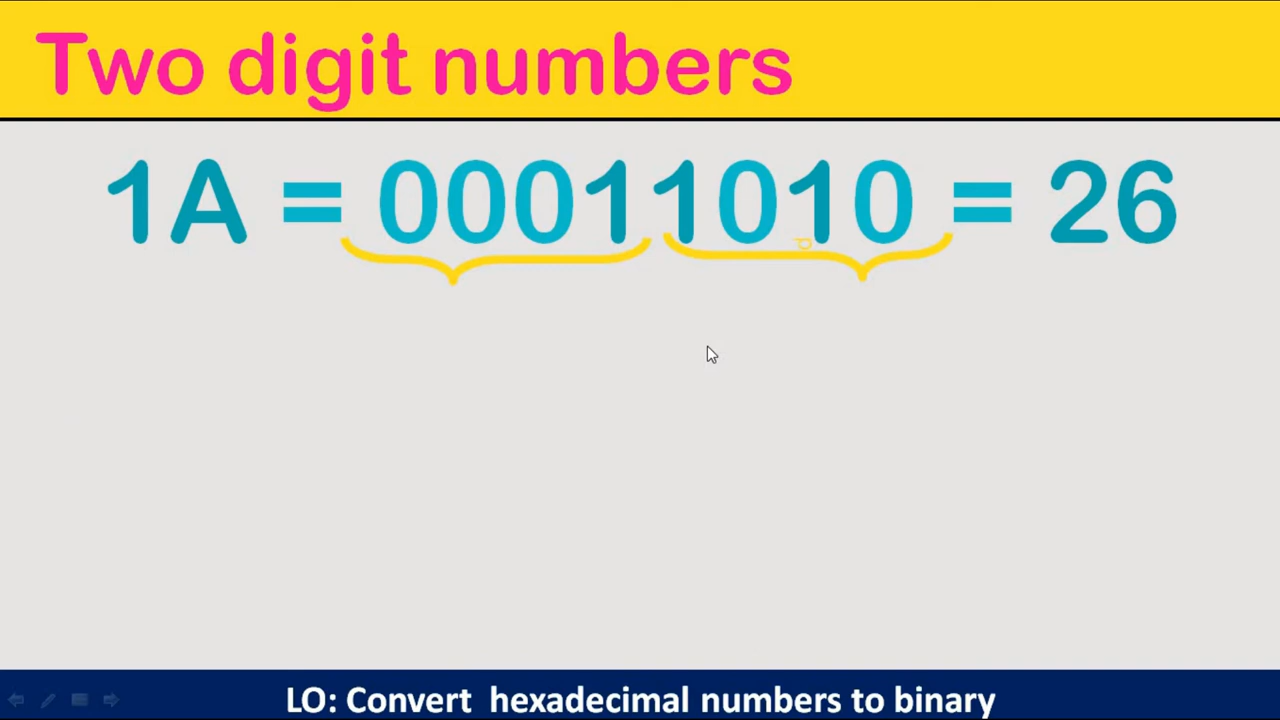 Two digit numbers
1A = 00011010 = 26
LO: Convert hexadecimal numbers to binary